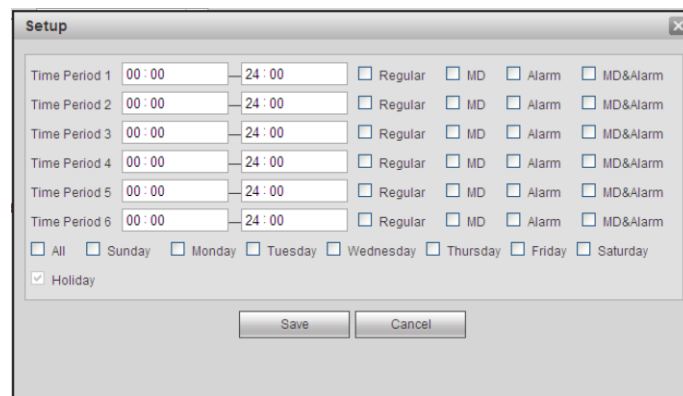 Setup
Time Period 1 00:00 — 24:00 Regular MD Alarm MD&Alarm
Time Period 2 00:00 — 24:00 Regular MD Alarm MD&Alarm
Time Period 3 00:00 — 24:00 Regular MD Alarm MD&Alarm
Time Period 4 00:00 — 24:00 Regular MD Alarm MD&Alarm
Time Period 5 00:00 — 24:00 Regular MD Alarm MD&Alarm
Time Period 6 00:00 — 24:00 Regular MD Alarm MD&Alarm
All Sunday Monday Tuesday Wednesday Thursday Friday Saturday
Holiday
Save Cancel